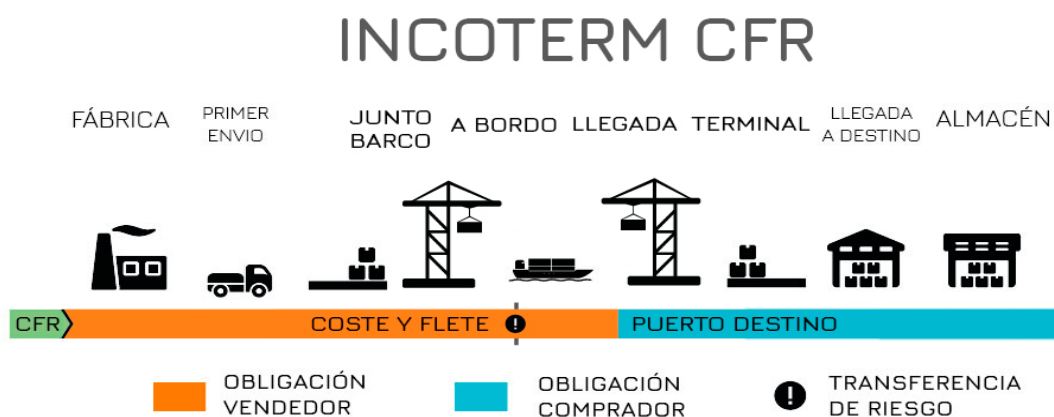 INCOTERM CFR
FÁBRICA
PRIMER
ENVIO
JUNTO
BARCO
A BORDO
LLEGADA
TERMINAL
LLEGADA
A DESTINO
ALMACÉN
CFR
COSTE Y FLETE
!
PUERTO DESTINO
OBLIGACIÓN
VENDEDOR
OBLIGACIÓN
COMPRADOR
!
TRANSFERENCIA
DE RIESGO